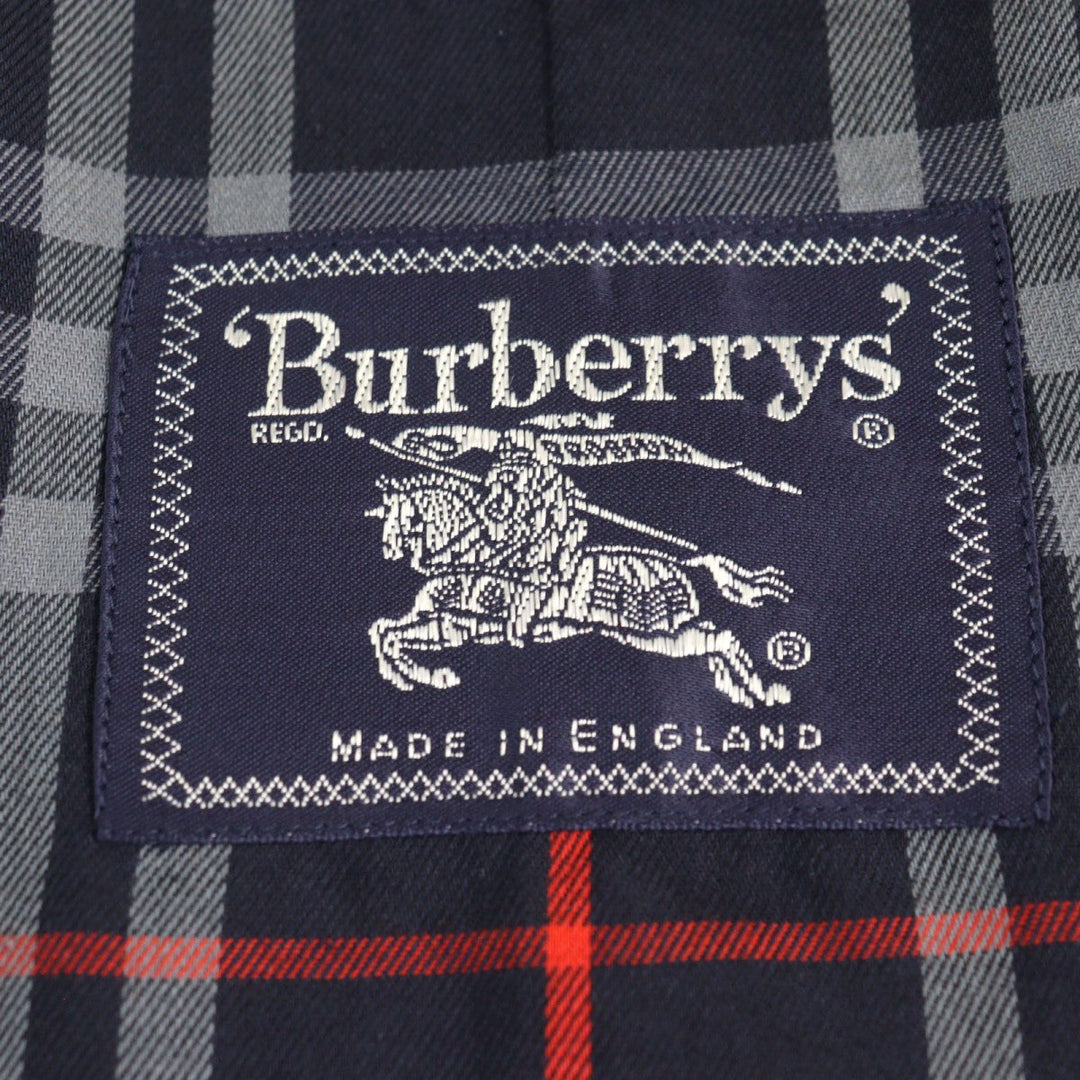 ‘Burberrys’
REGD. ®
®
MADE IN ENGLAND